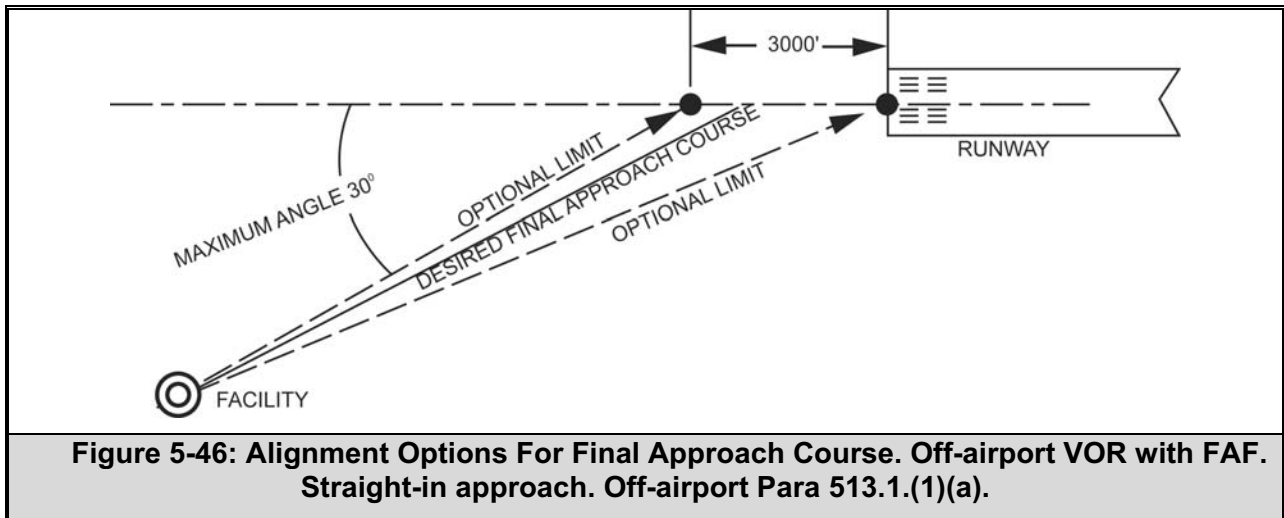 3000'
RUNWAY
MAXIMUM ANGLE 30⁰
OPTIONAL LIMIT
DESIRED FINAL APPROACH COURSE
OPTIONAL LIMIT
FACILITY
Figure 5-46: Alignment Options For Final Approach Course. Off-airport VOR with FAF.
Straight-in approach. Off-airport Para 513.1.(1)(a).